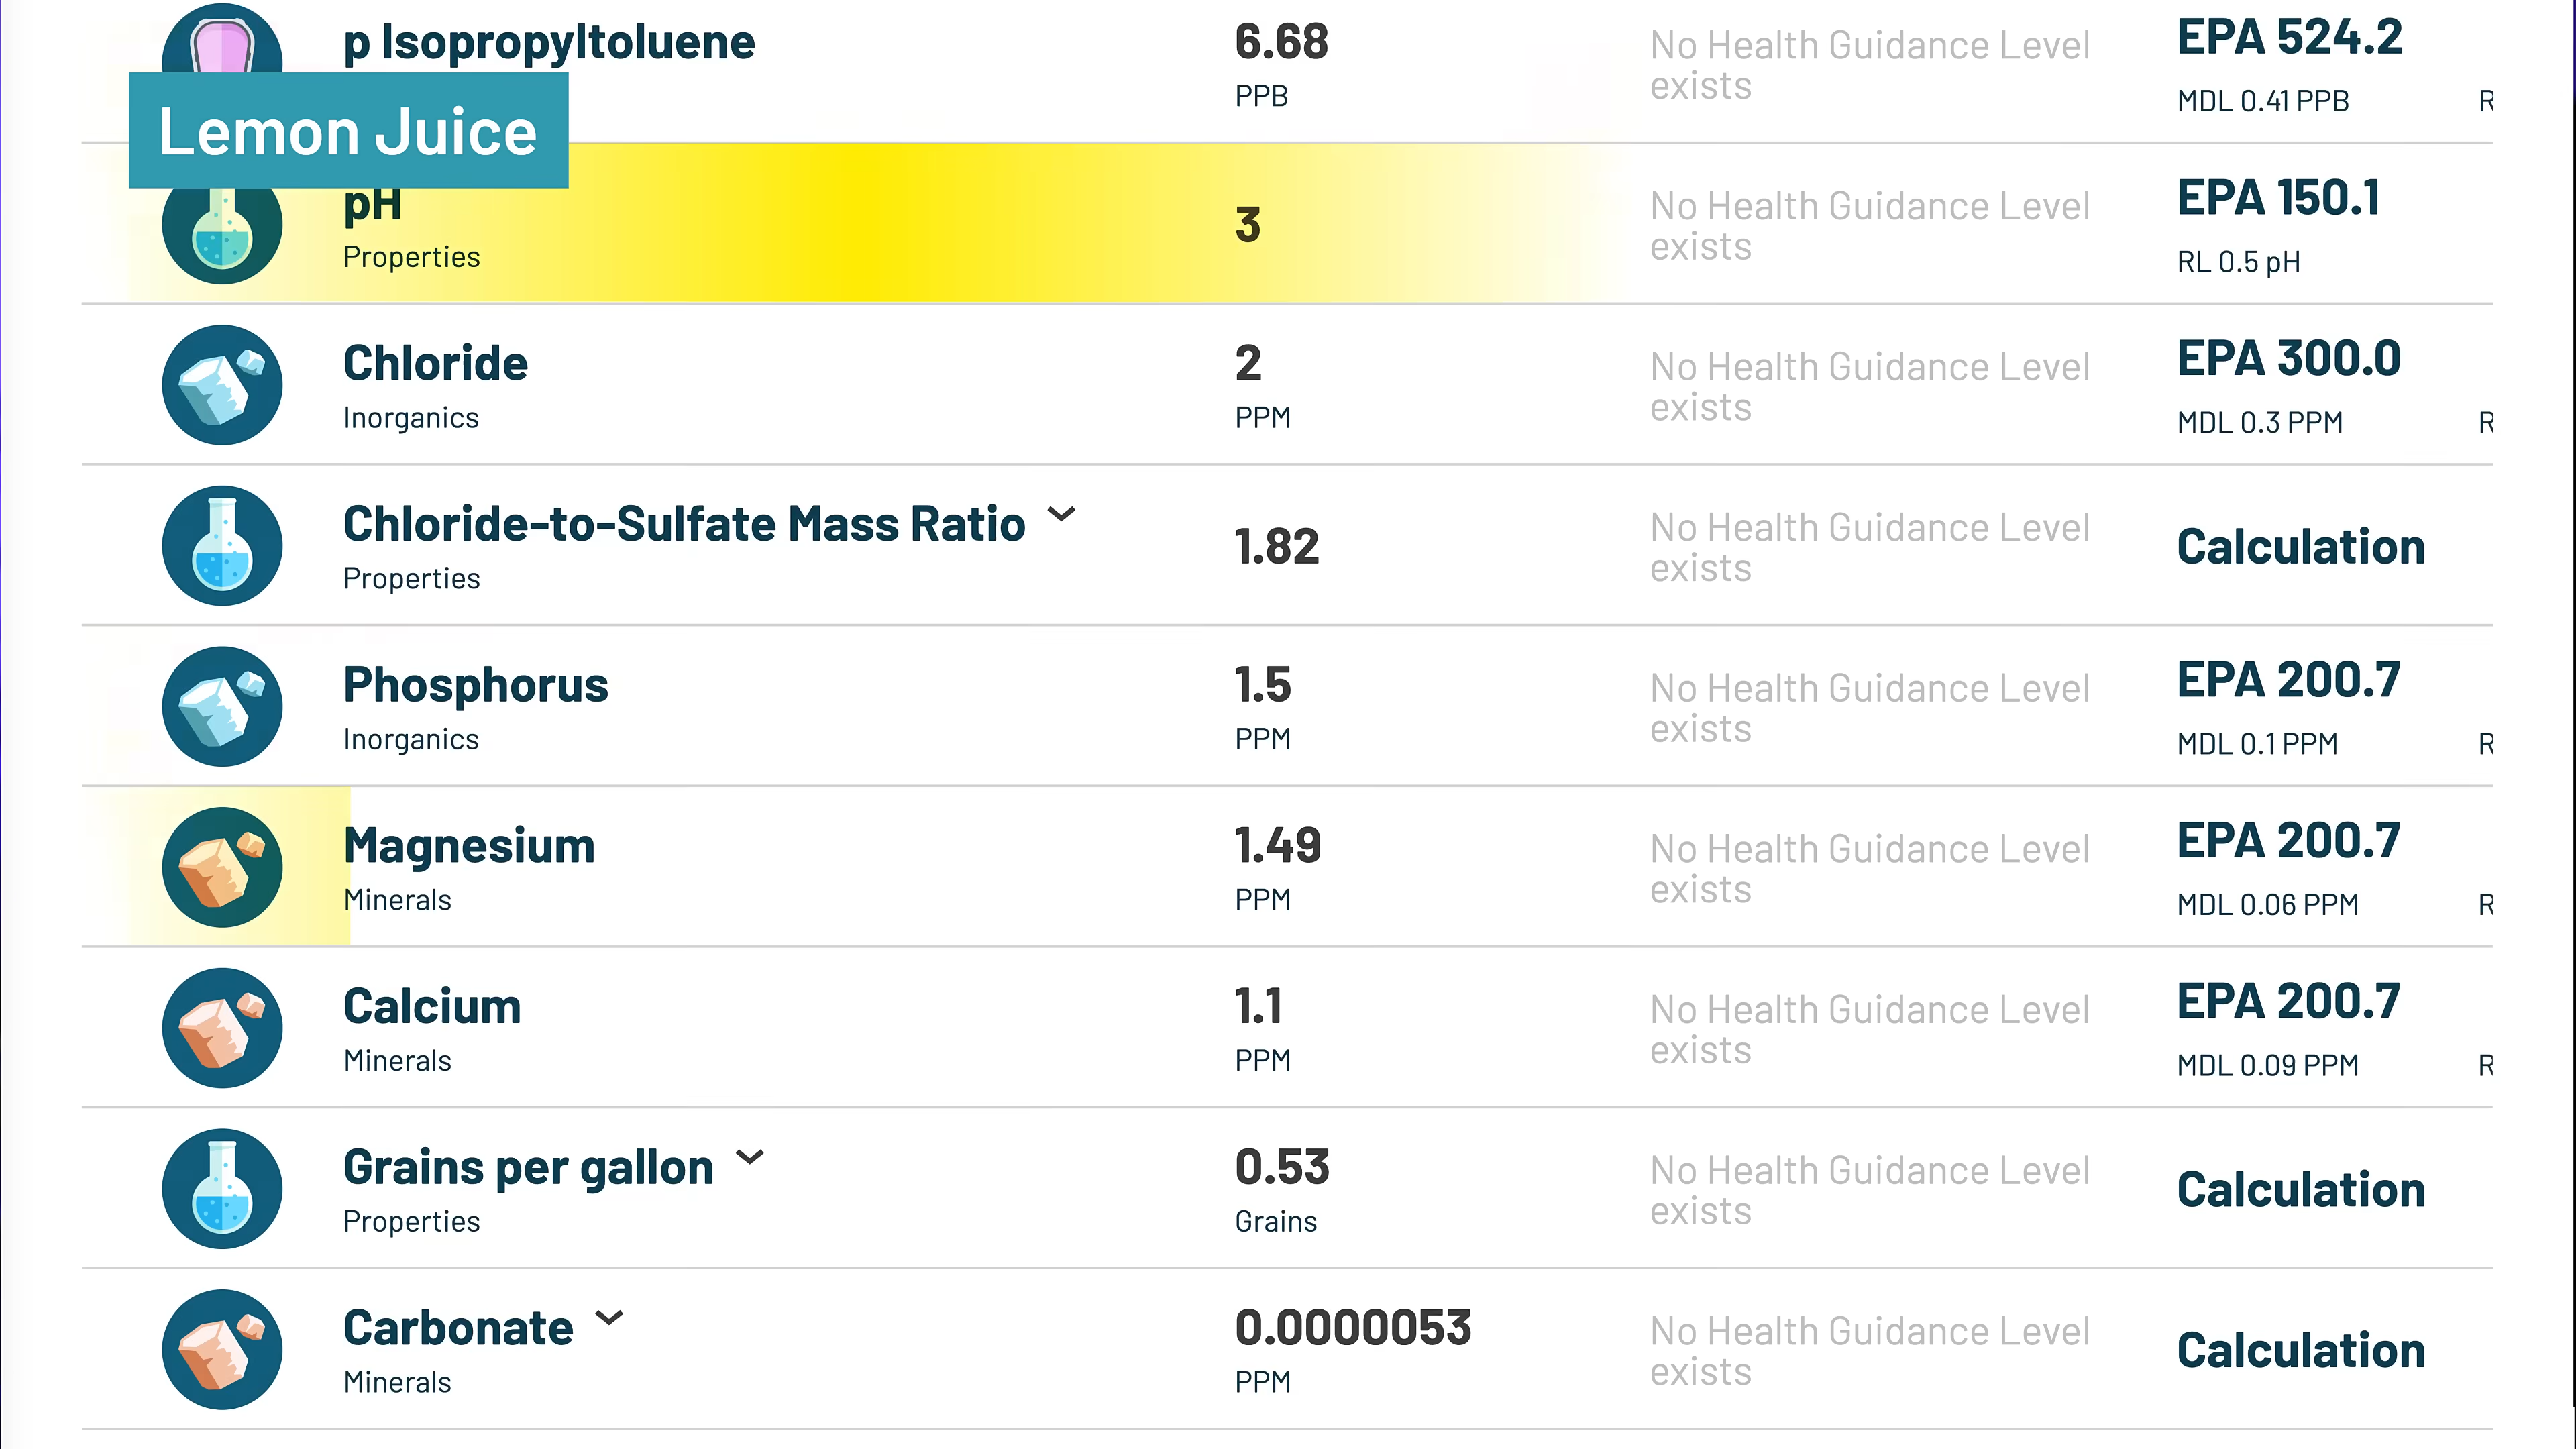 p Isopropyltoluene
6.68
PPB
No Health Guidance Level
exists
EPA 524.2
MDL 0.41 PPB
R
Lemon Juice
pH
Properties
3
No Health Guidance Level
exists
EPA 150.1
RL 0.5 pH
Chloride
Inorganics
2
PPM
No Health Guidance Level
exists
EPA 300.0
MDL 0.3 PPM
R
Chloride-to-Sulfate Mass Ratio
Properties
1.82
No Health Guidance Level
exists
Calculation
Phosphorus
Inorganics
1.5
PPM
No Health Guidance Level
exists
EPA 200.7
MDL 0.1 PPM
R
Magnesium
Minerals
1.49
PPM
No Health Guidance Level
exists
EPA 200.7
MDL 0.06 PPM
R
Calcium
Minerals
1.1
PPM
No Health Guidance Level
exists
EPA 200.7
MDL 0.09 PPM
R
Grains per gallon
Properties
0.53
Grains
No Health Guidance Level
exists
Calculation
Carbonate
Minerals
0.0000053
PPM
No Health Guidance Level
exists
Calculation